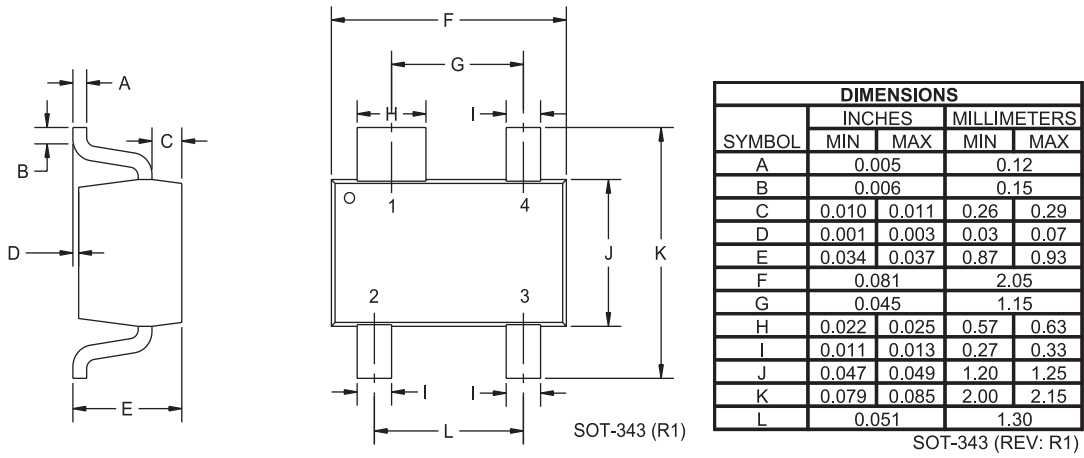 F
A
G
H
I
C
B
1
4
D
J
K
2
3
E
I
I
L
SOT-343 (R1)
DIMENSIONS
INCHES MILLIMETERS
SYMBOL MIN MAX MIN MAX
A 0.005 0.12
B 0.006 0.15
C 0.010 0.011 0.26 0.29
D 0.001 0.003 0.03 0.07
E 0.034 0.037 0.87 0.93
F 0.081 2.05
G 0.045 1.15
H 0.022 0.025 0.57 0.63
I 0.011 0.013 0.27 0.33
J 0.047 0.049 1.20 1.25
K 0.079 0.085 2.00 2.15
L 0.051 1.30
SOT-343 (REV: R1)